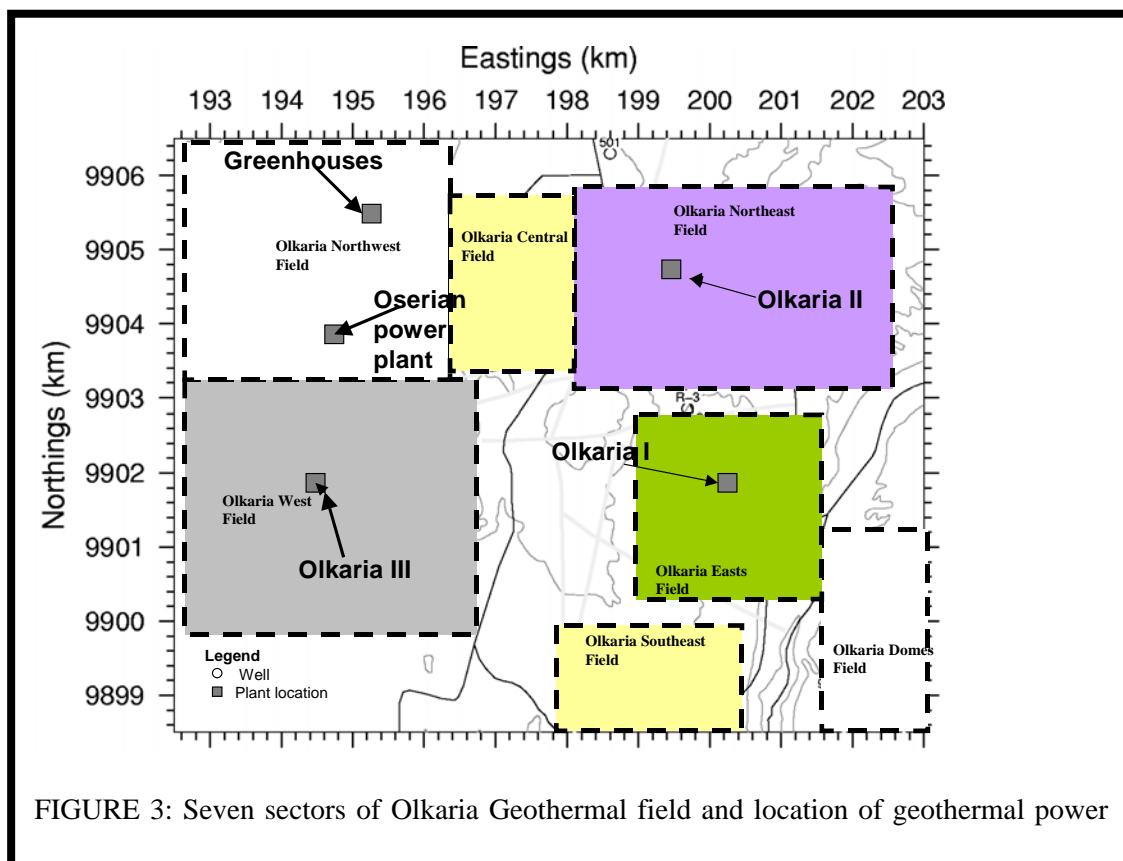 Eastings (km)
193 194 195 196 197 198 199 200 201 202 203
Northings (km)
9906
9905
9904
9903
9902
9901
9900
9899
501
Greenhouses
Olkaria Northwest
Field
Oserian
power
plant
Olkaria Central
Field
Olkaria Northeast
Field
Olkaria II
R-3
Olkaria I
Olkaria West
Field
Olkaria III
Olkaria Easts
Field
Olkaria Southeast
Field
Olkaria Domes
Field
Legend
Well
Plant location
FIGURE 3: Seven sectors of Olkaria Geothermal field and location of geothermal power